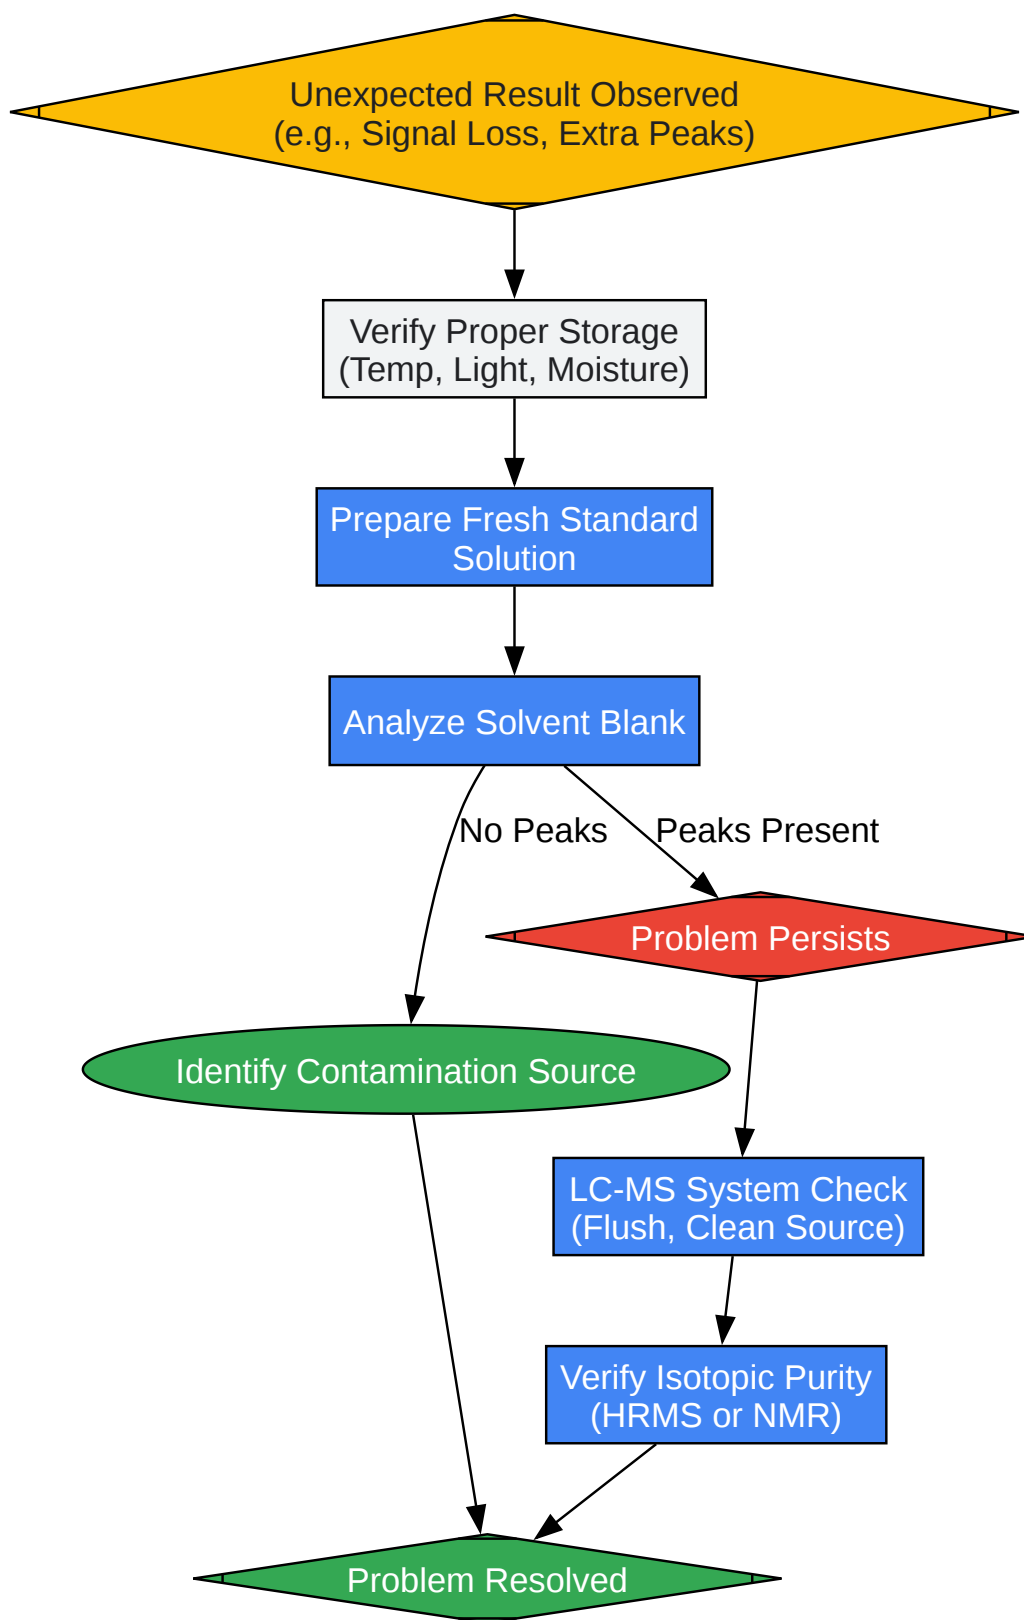 Unexpected Result Observed
(e.g., Signal Loss, Extra Peaks)
Verify Proper Storage
(Temp, Light, Moisture)
Prepare Fresh Standard
Solution
Analyze Solvent Blank
No Peaks
Peaks Present
Problem Persists
Identify Contamination Source
LC-MS System Check
(Flush, Clean Source)
Verify Isotopic Purity
(HRMS or NMR)
Problem Resolved